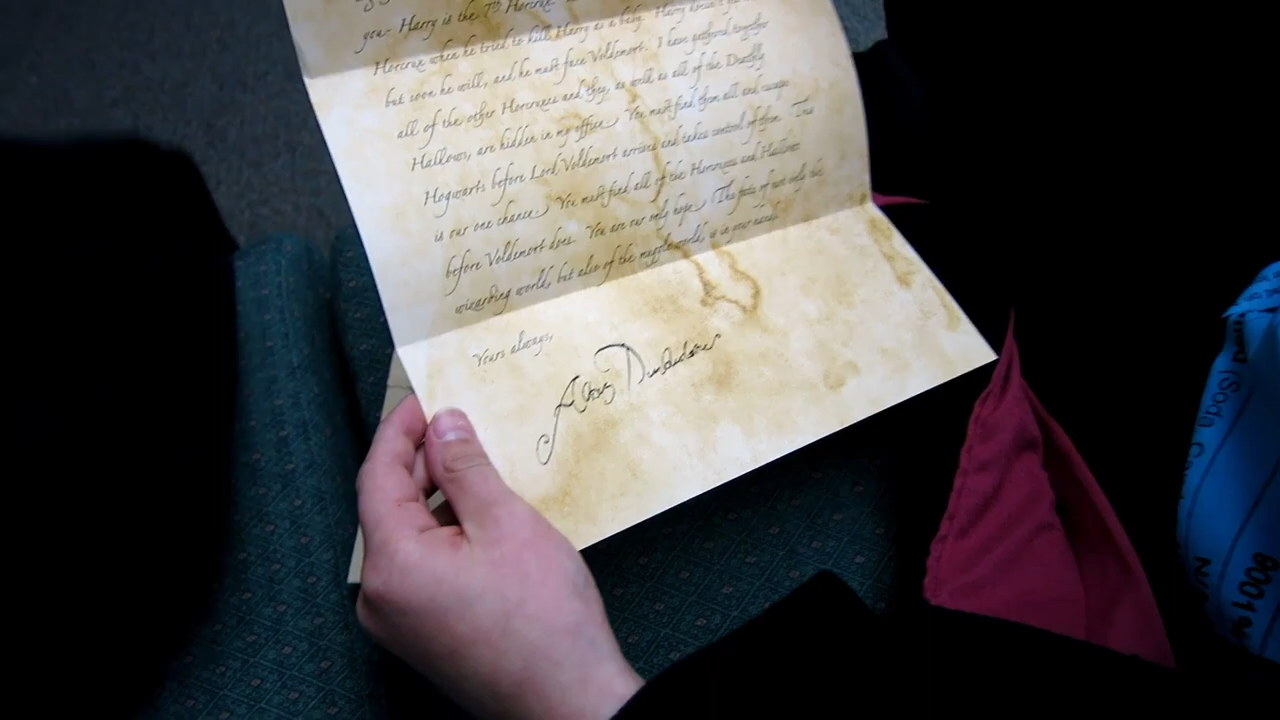 you- Harry is the 7th Horcrux.
Horcrux when he tried to kill Harry as a baby. Harry doesn't
but soon he will, and he must face Voldemort. I have gathered together
all of the other Horcruxes and they, as well as all of the Deathly
Hallows, are hidden in my office. You must find them all and escape
Hogwarts before Lord Voldemort arrives and takes control of them. This
is our one chance. You must find all of the Horcruxes and Hallows
before Voldemort does. You are our only hope. The fate of not only the
wizarding world, but also of the muggle world, is in your hands.
Yours always,
Albus Dumbledore
(Soda
8001